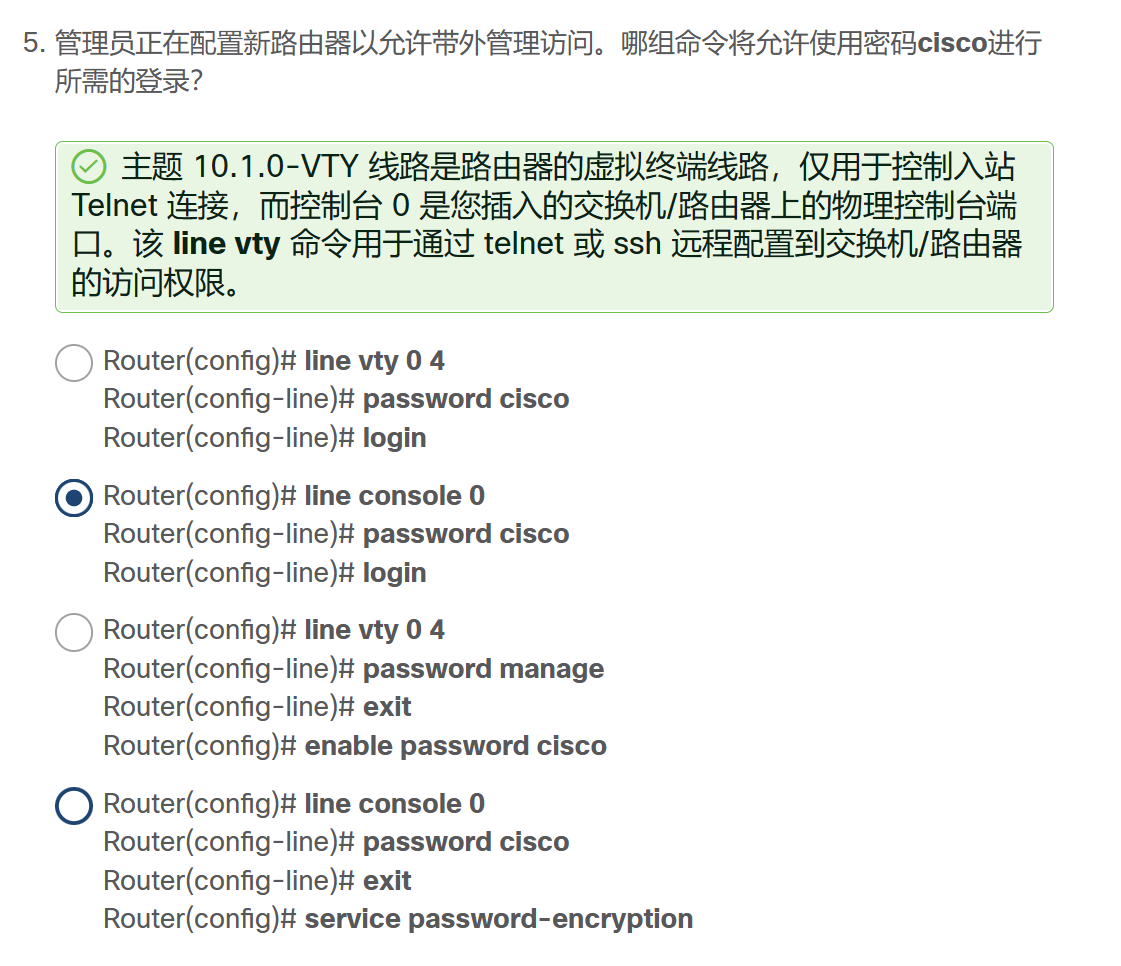 5. 管理员正在配置新路由器以允许带外管理访问。哪组命令将允许使用密码cisco进行
所需的登录？
主题 10.1.0-VTY 线路是路由器的虚拟终端线路，仅用于控制入站
Telnet 连接，而控制台 0 是您插入的交换机/路由器上的物理控制台端
口。该 line vty 命令用于通过 telnet 或 ssh 远程配置到交换机/路由器
的访问权限。
Router(config)# line vty 0 4
Router(config-line)# password cisco
Router(config-line)# login
Router(config)# line console 0
Router(config-line)# password cisco
Router(config-line)# login
Router(config)# line vty 0 4
Router(config-line)# password manage
Router(config-line)# exit
Router(config)# enable password cisco
Router(config)# line console 0
Router(config-line)# password cisco
Router(config-line)# exit
Router(config)# service password-encryption